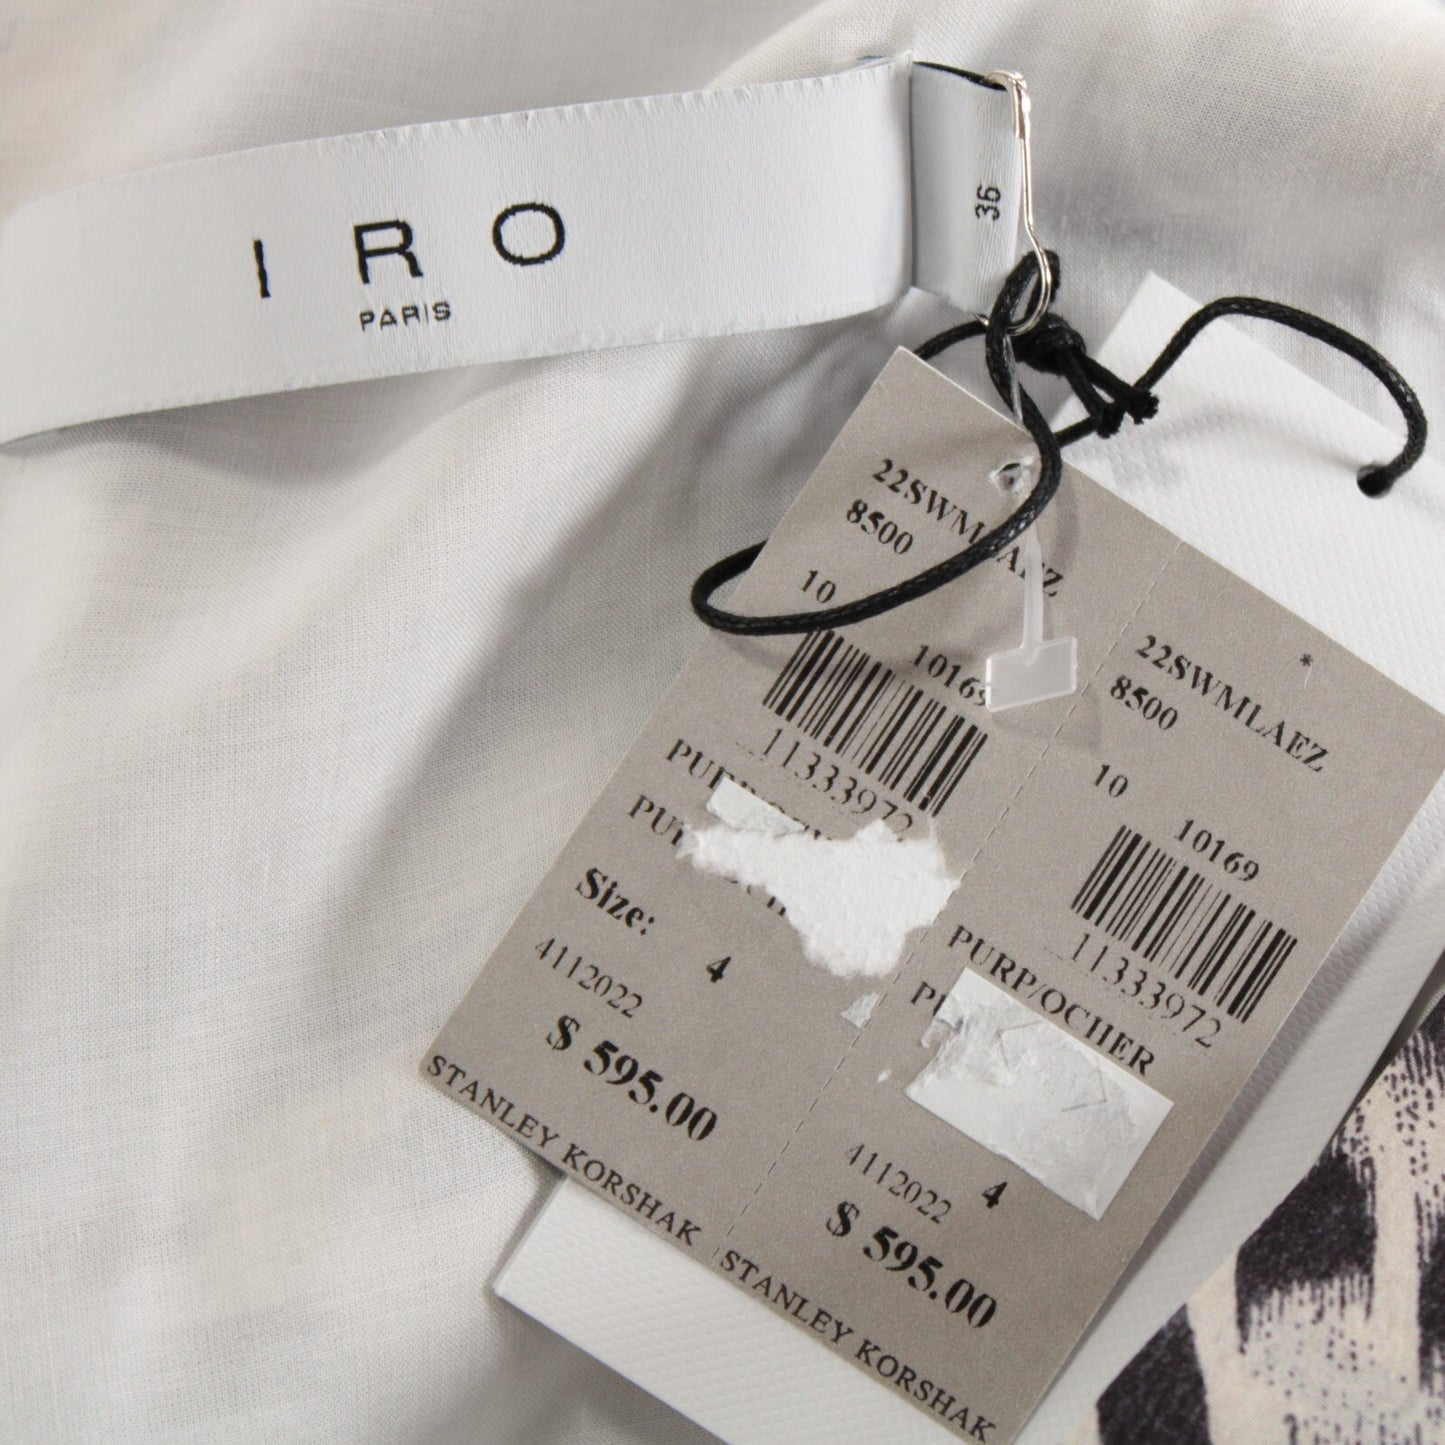 IRO
PARIS
36
22SWMLAEZ
8500
10
10169
11333972
Size:
4
4112022
$ 595.00
STANLEY KORSHAK
*
22SWMLAEZ
8500
10
10169
11333972
PURP/OCHER
4
4112022
$ 595.00
STANLEY KORSHAK